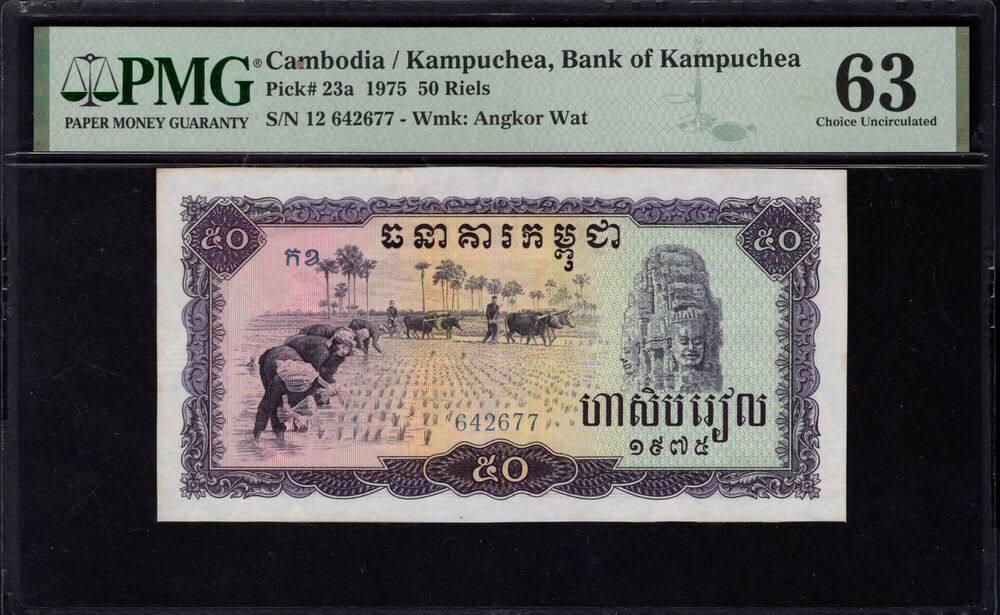 PMG® Cambodia / Kampuchea, Bank of Kampuchea
Pick# 23a 1975 50 Riels
PAPER MONEY GUARANTY
S/N 12 642677 - Wmk: Angkor Wat
63
Choice Uncirculated
៥០
ធនាគារកម្ពុជា
៥០
កខ
642677
ហាសិបរៀល
១៩៧៥
៥០